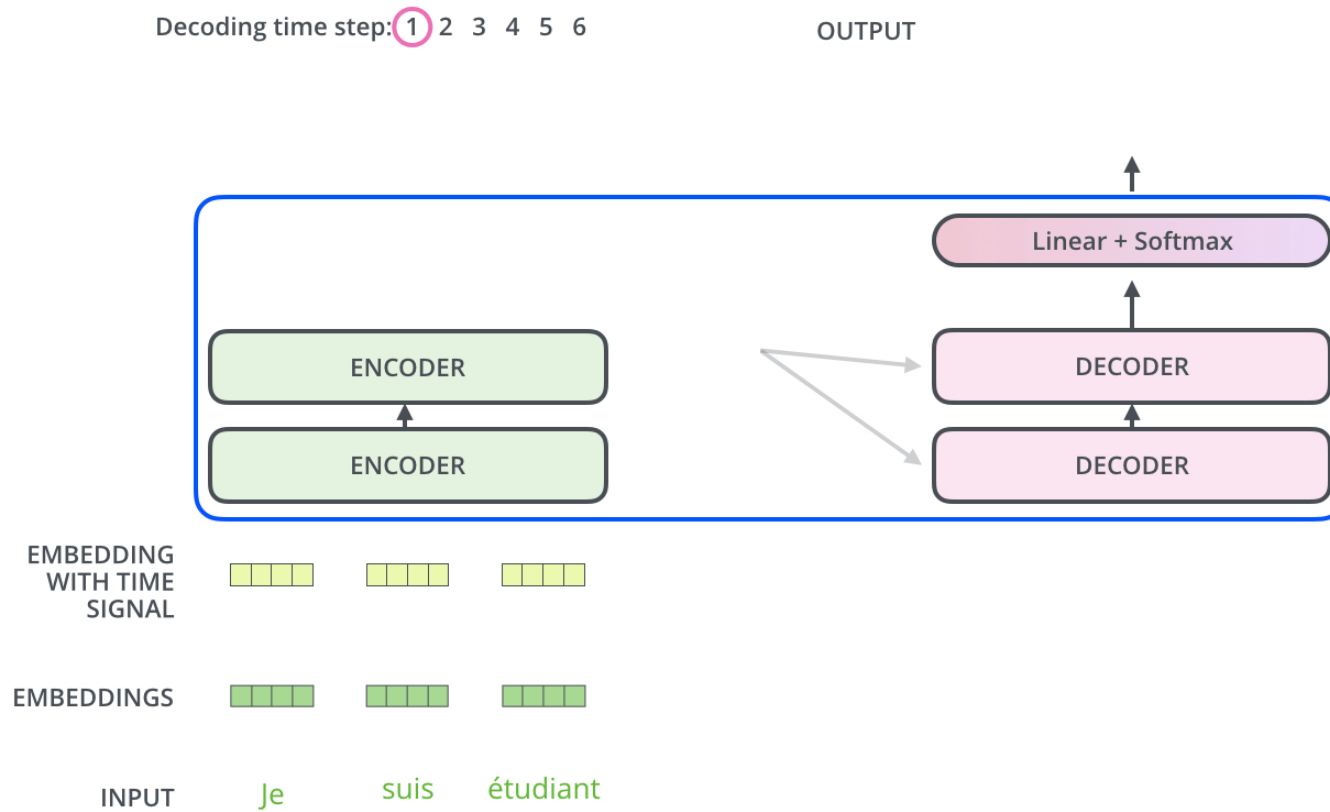 Decoding time step: 1 2 3 4 5 6
OUTPUT
Linear + Softmax
ENCODER
DECODER
ENCODER
DECODER
EMBEDDING
WITH TIME
SIGNAL
EMBEDDINGS
INPUT
Je
suis
étudiant